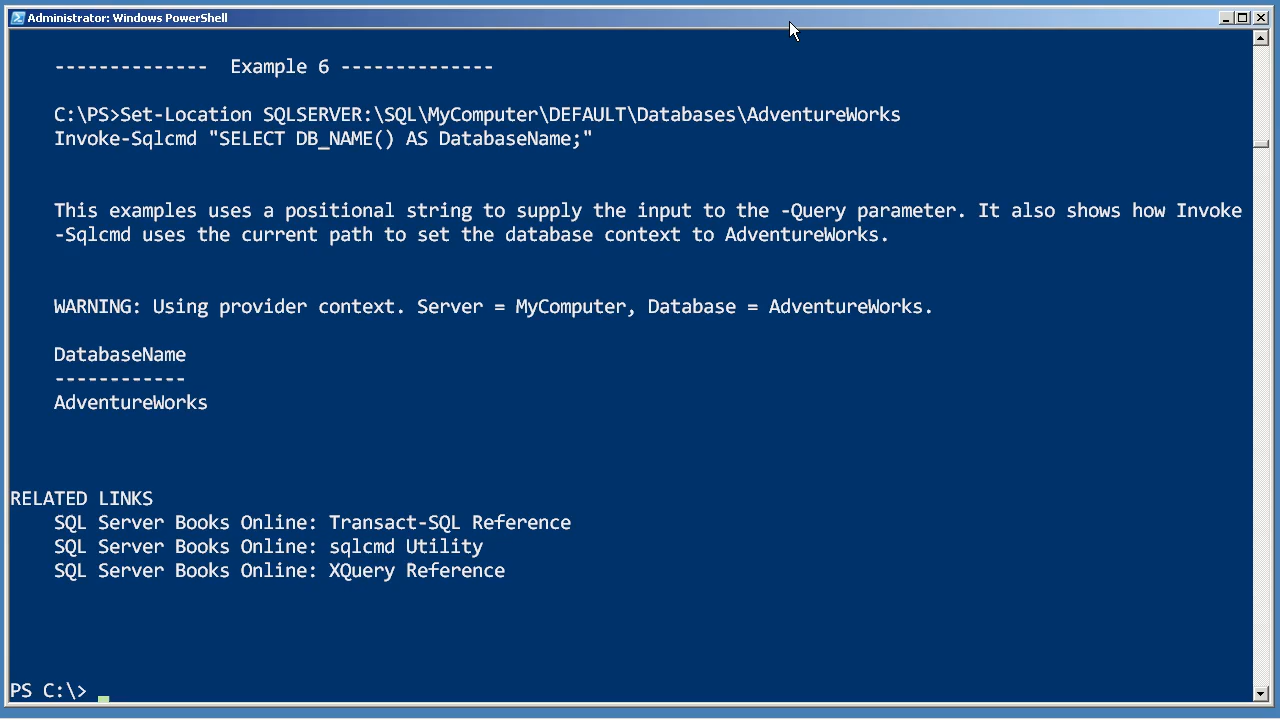 Administrator: Windows PowerShell
--------------  Example 6 --------------
C:\PS>Set-Location SQLSERVER:\SQL\MyComputer\DEFAULT\Databases\AdventureWorks
Invoke-Sqlcmd "SELECT DB_NAME() AS DatabaseName;"
This examples uses a positional string to supply the input to the -Query parameter. It also shows how Invoke
-Sqlcmd uses the current path to set the database context to AdventureWorks.
WARNING: Using provider context. Server = MyComputer, Database = AdventureWorks.
DatabaseName
------------
AdventureWorks
RELATED LINKS
SQL Server Books Online: Transact-SQL Reference
SQL Server Books Online: sqlcmd Utility
SQL Server Books Online: XQuery Reference
PS C:\>